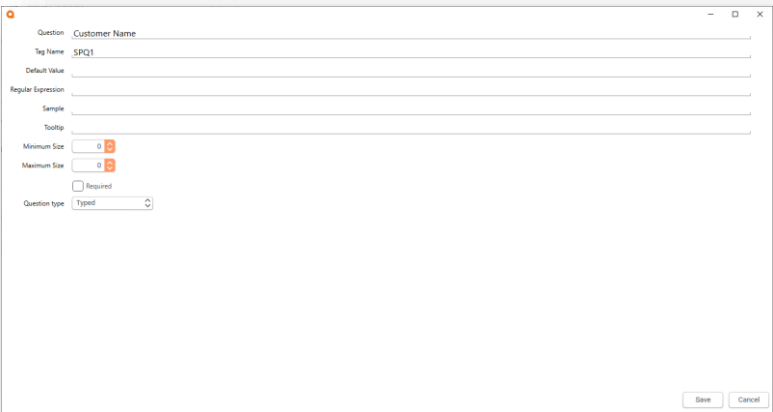 Question Customer Name
Tag Name SPQ1
Default Value
Regular Expression
Sample
Tooltip
Minimum Size 0
Maximum Size 0
Required
Question type Typed
Save Cancel